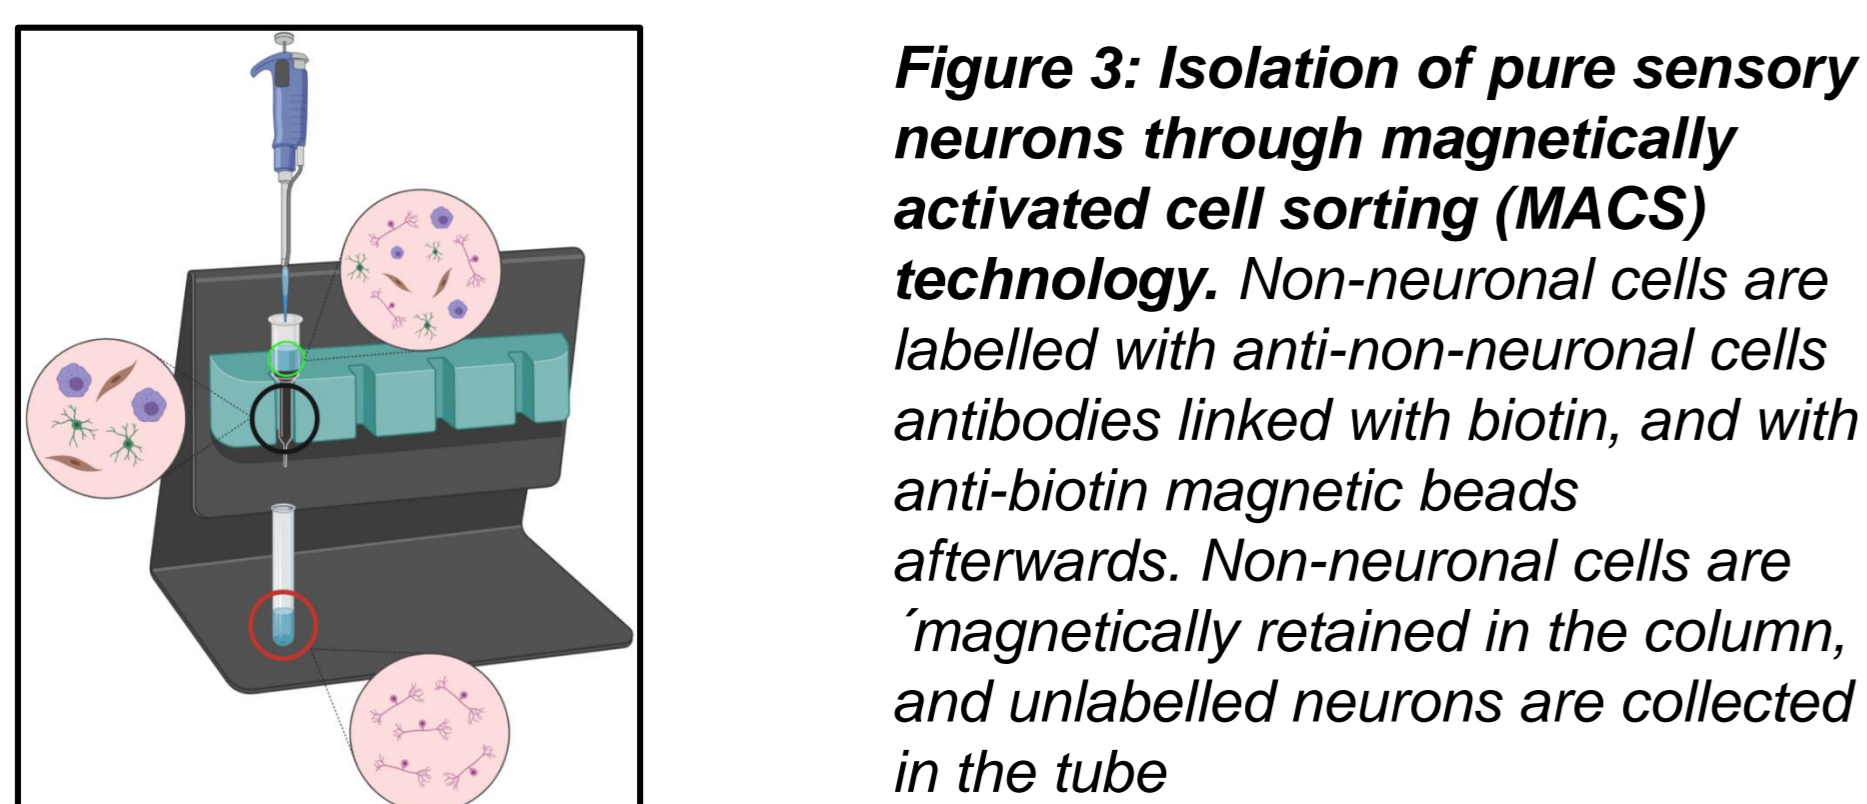 Figure 3: Isolation of pure sensory
neurons through magnetically
activated cell sorting (MACS)
technology. Non-neuronal cells are
labelled with anti-non-neuronal cells
antibodies linked with biotin, and with
anti-biotin magnetic beads
afterwards. Non-neuronal cells are
´magnetically retained in the column,
and unlabelled neurons are collected
in the tube